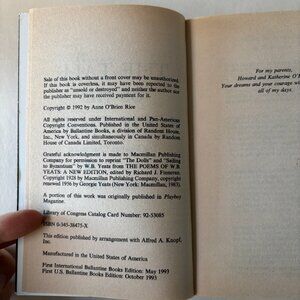 Sale of this book without a front cover may be unauthorized.
If this book is coverless, it may have been reported to the
publisher as "unsold or destroyed" and neither the author nor
the publisher may have received payment for it.
Copyright © 1992 by Anne O'Brien Rice
All rights reserved under International and Pan-American
Copyright Conventions. Published in the United States of
America by Ballantine Books, a division of Random House,
Inc., New York, and simultaneously in Canada by Random
House of Canada Limited, Toronto.
Grateful acknowledgment is made to Macmillan Publishing
Company for permission to reprint "The Dolls" and "Sailing
to Byzantium" by W.B. Yeats from THE POEMS OF W.B.
YEATS: A NEW EDITION, edited by Richard J. Finneran.
Copyright 1928 by Macmillan Publishing Company, copyright
renewed 1956 by Georgie Yeats (New York: Macmillan, 1983).
A portion of this work was originally published in Playboy
Magazine.
Library of Congress Catalog Card Number: 92-53085
ISBN 0-345-38475-X
This edition published by arrangement with Alfred A. Knopf,
Inc.
Manufactured in the United States of America
First International Ballantine Books Edition: May 1993
First U.S. Ballantine Books Edition: October 1993
For my parents,
Howard and Katherine O'
Your dreams and your courage
all of my days.